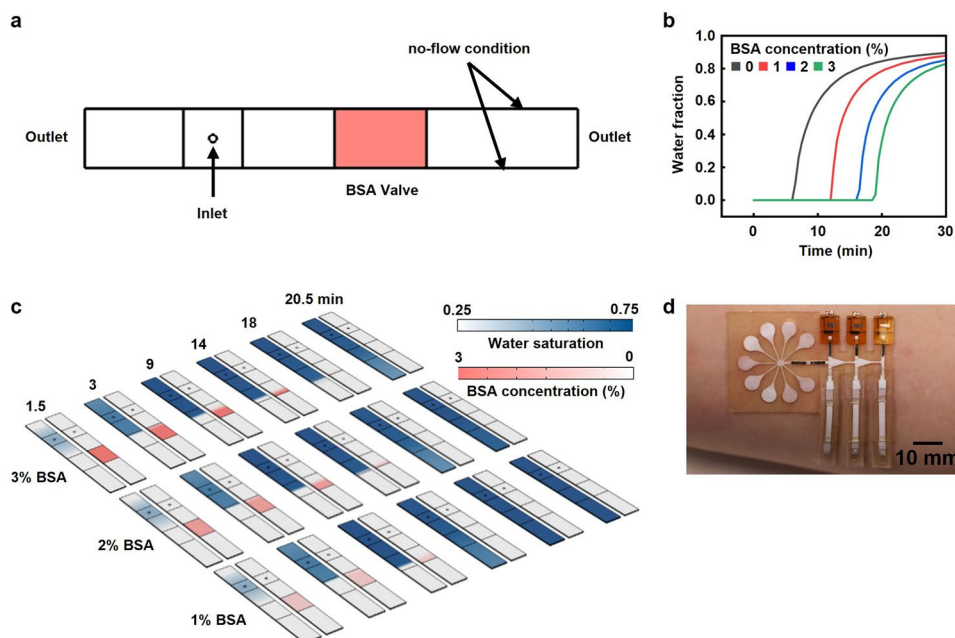 a
no-flow condition
Outlet
Outlet
BSA Valve
Inlet
b
1.0
0.8
0.6
0.4
0.2
0.0
Water fraction
BSA concentration (%)
0 1 2 3
0 10 20 30
Time (min)
c
20.5 min
18
14
9
3
1.5
0.25 0.75
Water saturation
3 0
BSA concentration (%)
3% BSA
2% BSA
1% BSA
d
10 mm